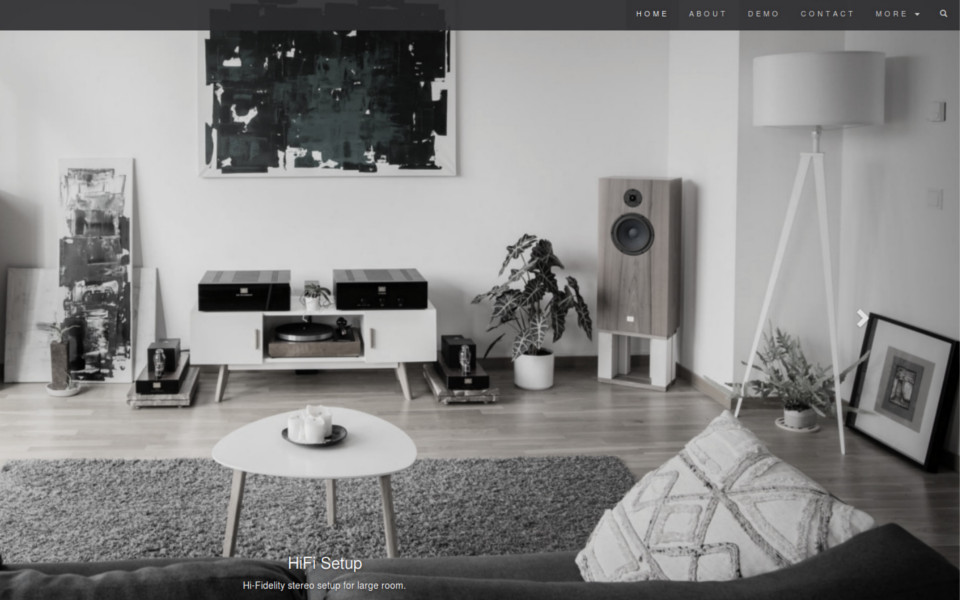 HOME ABOUT DEMO CONTACT MORE
HiFi Setup
Hi-Fidelity stereo setup for large room.